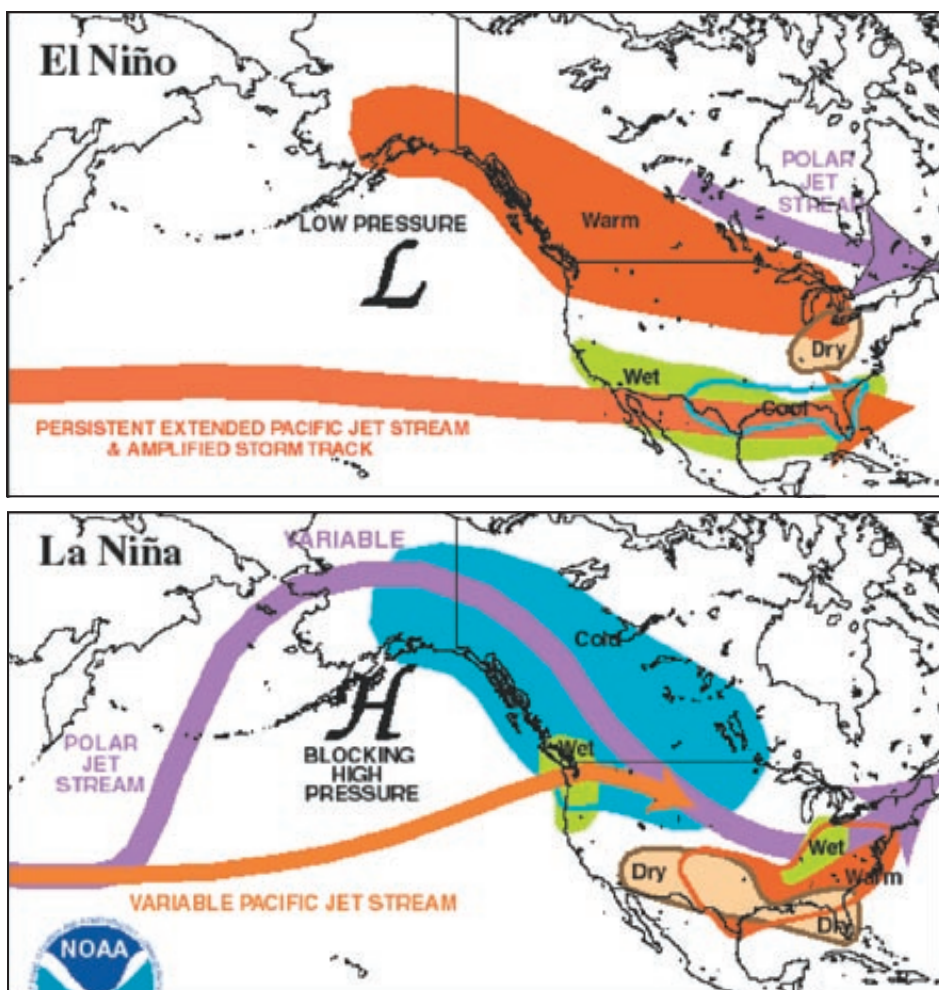 El Niño
POLAR
JET
STREAM
LOW PRESSURE
L
Warm
Dry
Wet
Cool
PERSISTENT EXTENDED PACIFIC JET STREAM
& AMPLIFIED STORM TRACK
La Niña
VARIABLE
Cold
H
POLAR
JET
STREAM
BLOCKING
HIGH
PRESSURE
Wet
Wet
Dry
Warm
Dry
VARIABLE PACIFIC JET STREAM
NOAA